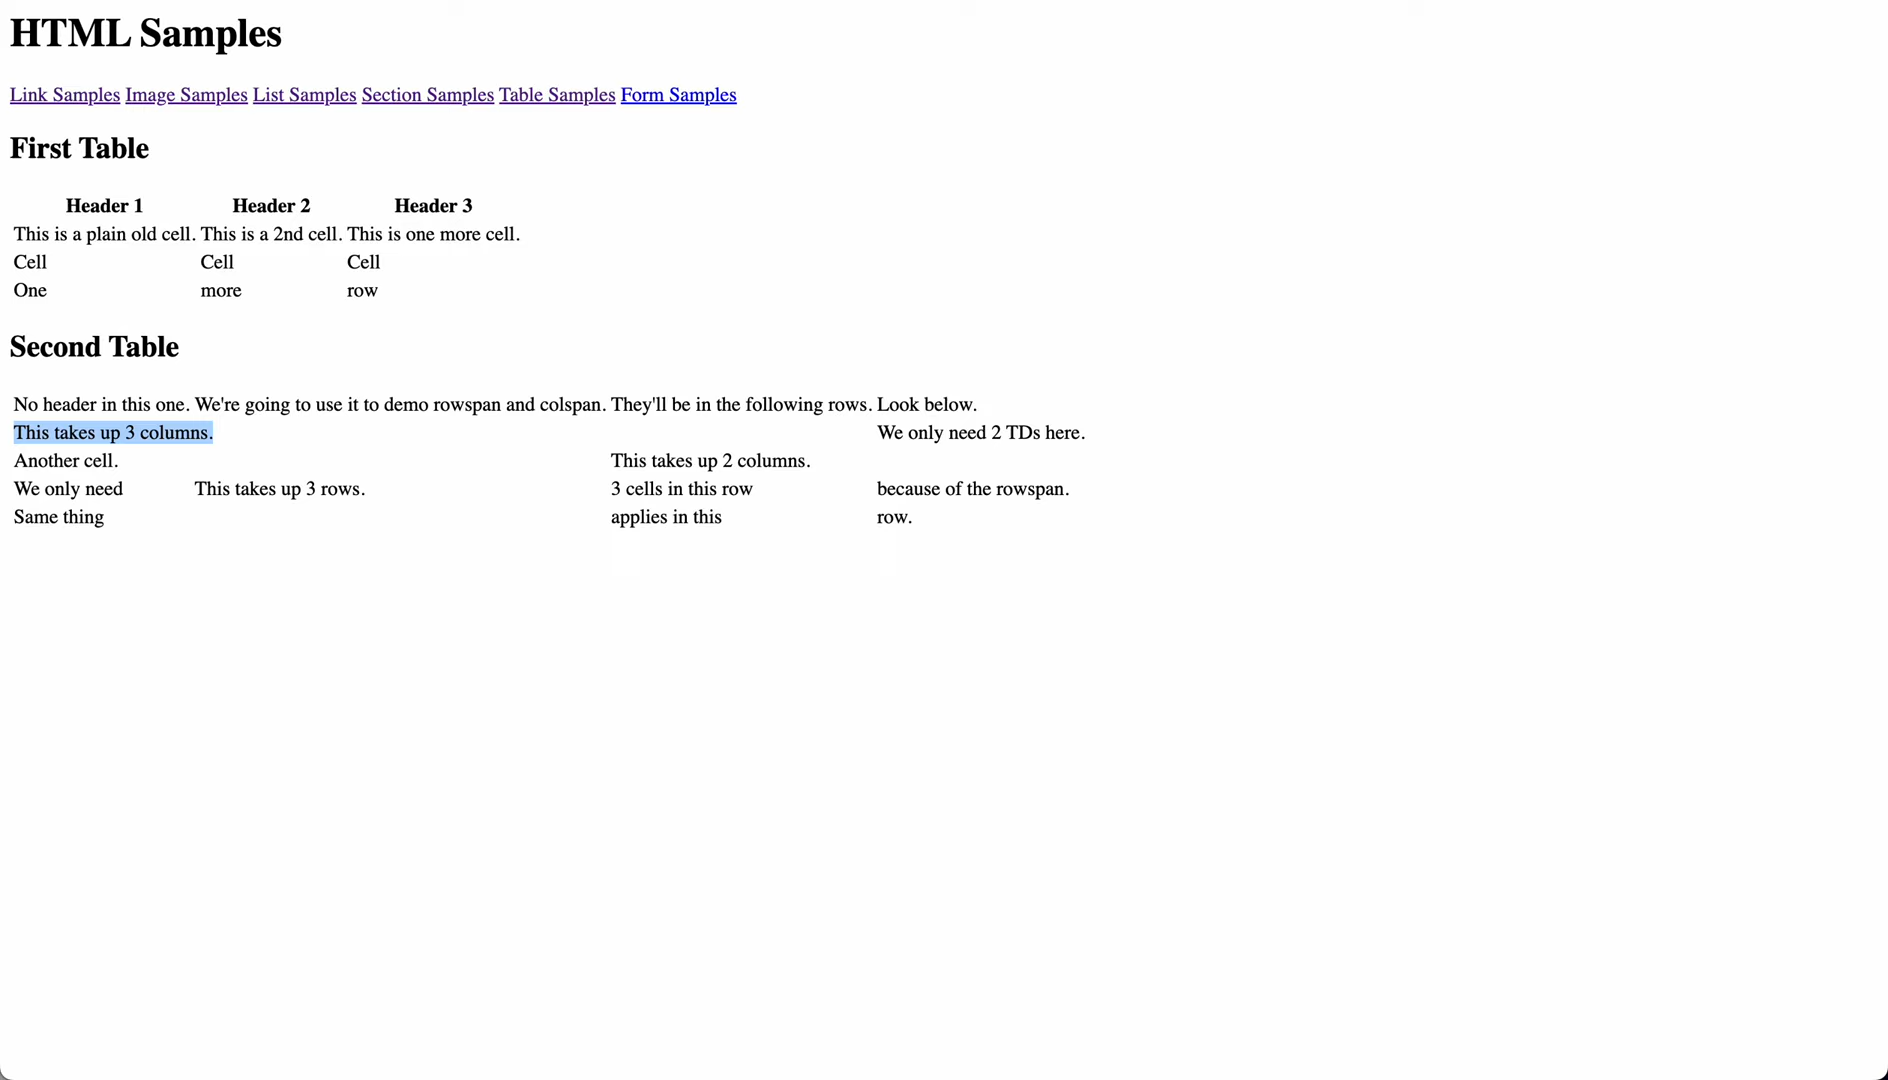 HTML Samples
Link Samples Image Samples List Samples Section Samples Table Samples Form Samples
First Table
Header 1 Header 2 Header 3
This is a plain old cell. This is a 2nd cell. This is one more cell.
Cell Cell Cell
One more row
Second Table
No header in this one. We're going to use it to demo rowspan and colspan. They'll be in the following rows. Look below.
This takes up 3 columns. We only need 2 TDs here.
Another cell. This takes up 2 columns.
We only need This takes up 3 rows. 3 cells in this row because of the rowspan.
Same thing applies in this row.